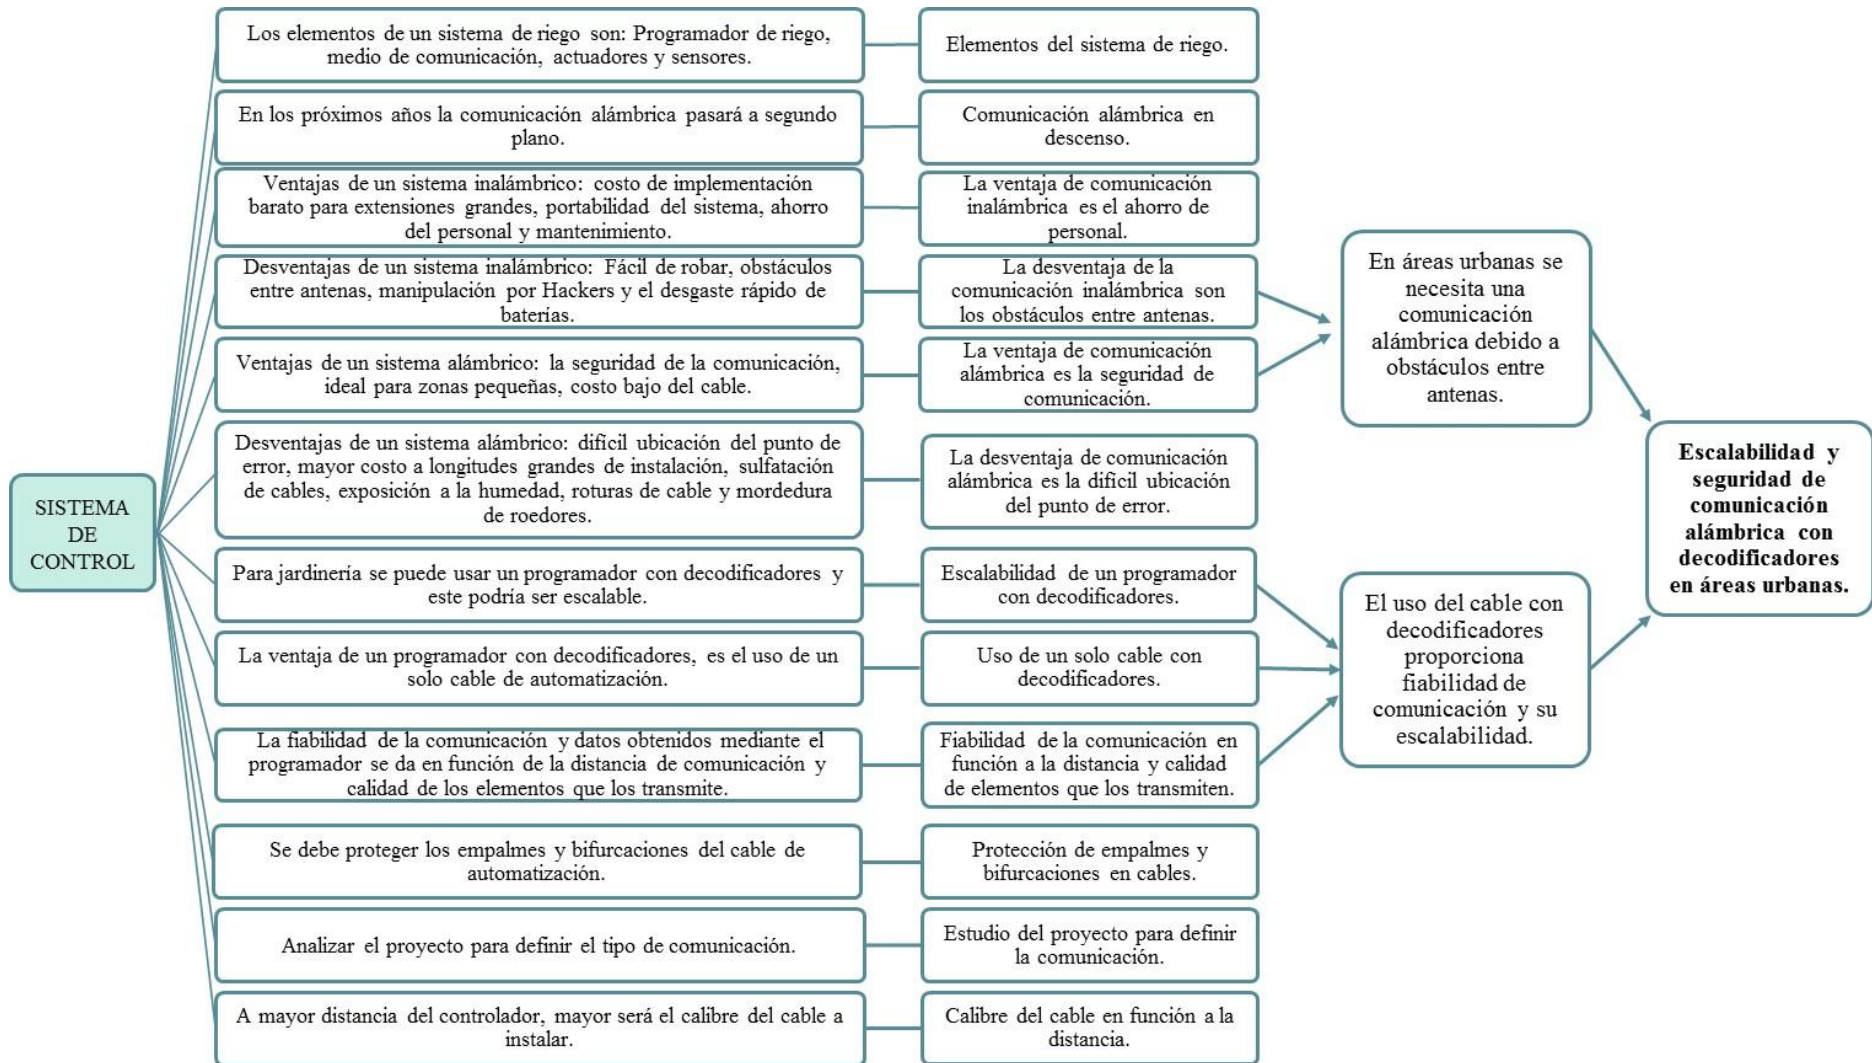 SISTEMA
DE
CONTROL
Los elementos de un sistema de riego son: Programador de riego,
medio de comunicación, actuadores y sensores.
Elementos del sistema de riego.
En los próximos años la comunicación alámbrica pasará a segundo
plano.
Comunicación alámbrica en
descenso.
Ventajas de un sistema inalámbrico: costo de implementación
barato para extensiones grandes, portabilidad del sistema, ahorro
del personal y mantenimiento.
La ventaja de comunicación
inalámbrica es el ahorro de
personal.
Desventajas de un sistema inalámbrico: Fácil de robar, obstáculos
entre antenas, manipulación por Hackers y el desgaste rápido de
baterías.
La desventaja de la
comunicación inalámbrica son
los obstáculos entre antenas.
Ventajas de un sistema alámbrico: la seguridad de la comunicación,
ideal para zonas pequeñas, costo bajo del cable.
La ventaja de comunicación
alámbrica es la seguridad de
comunicación.
Desventajas de un sistema alámbrico: difícil ubicación del punto de
error, mayor costo a longitudes grandes de instalación, sulfatación
de cables, exposición a la humedad, roturas de cable y mordedura
de roedores.
La desventaja de comunicación
alámbrica es la difícil ubicación
del punto de error.
Para jardinería se puede usar un programador con decodificadores y
este podría ser escalable.
Escalabilidad de un programador
con decodificadores.
La ventaja de un programador con decodificadores, es el uso de un
solo cable de automatización.
Uso de un solo cable con
decodificadores.
La fiabilidad de la comunicación y datos obtenidos mediante el
programador se da en función de la distancia de comunicación y
calidad de los elementos que los transmite.
Fiabilidad de la comunicación en
función a la distancia y calidad
de elementos que los transmiten.
Se debe proteger los empalmes y bifurcaciones del cable de
automatización.
Protección de empalmes y
bifurcaciones en cables.
Analizar el proyecto para definir el tipo de comunicación.
Estudio del proyecto para definir
la comunicación.
A mayor distancia del controlador, mayor será el calibre del cable a
instalar.
Calibre del cable en función a la
distancia.
En áreas urbanas se
necesita una
comunicación
alámbrica debido a
obstáculos entre
antenas.
El uso del cable con
decodificadores
proporciona
fiabilidad de
comunicación y su
escalabilidad.
Escalabilidad y
seguridad de
comunicación
alámbrica con
decodificadores
en áreas urbanas.